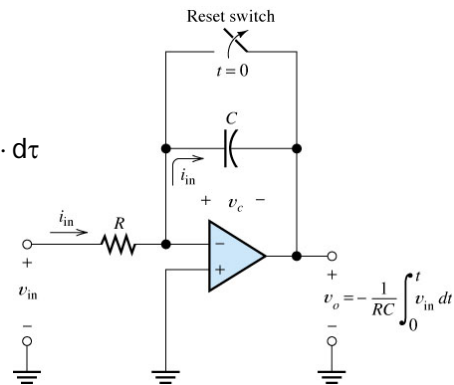 Reset switch
t = 0
C
· dτ
i_in
+ v_c −
i_in
R
−
+
+
v_in
−
+
v_o = − 1/RC ∫_0^t v_in dt
−